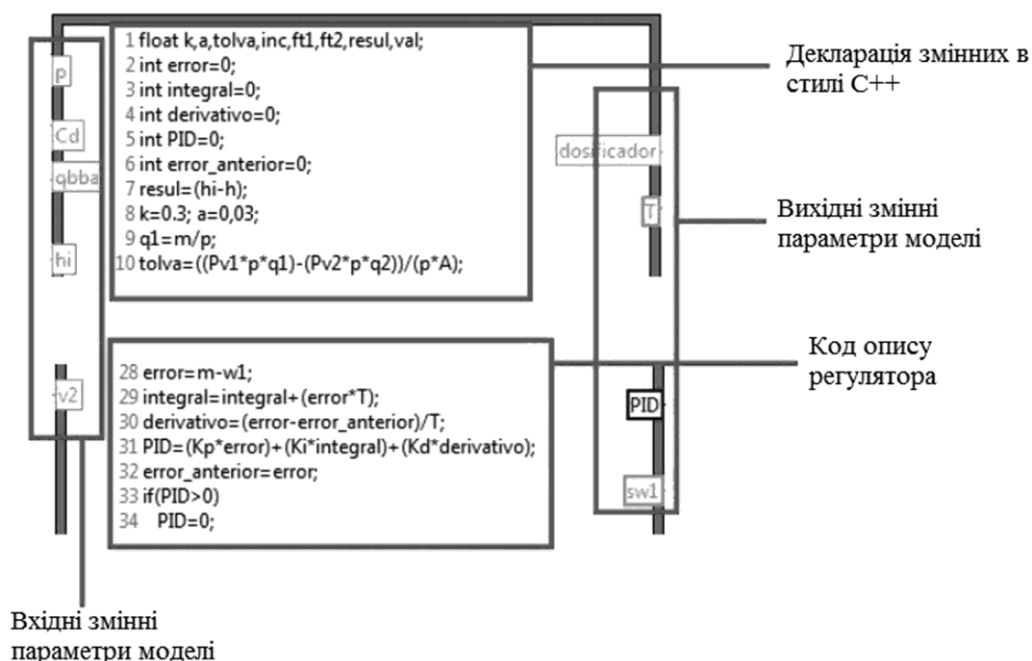 1 float k,a,tolva,inc,ft1,ft2,resul,val;
2 int error=0;
3 int integral=0;
4 int derivativo=0;
5 int PID=0;
6 int error_anterior=0;
7 resul=(hi-h);
8 k=0.3; a=0,03;
9 q1=m/p;
10 tolva=((Pv1*p*q1)-(Pv2*p*q2))/(p*A);
p
Cd
qbba
hi
v2
dosificador
T
PID
sw1
Декларація змінних в
стилі С++
Вихідні змінні
параметри моделі
Код опису
регулятора
28 error=m-w1;
29 integral=integral+(error*T);
30 derivativo=(error-error_anterior)/T;
31 PID=(Kp*error)+(Ki*integral)+(Kd*derivativo);
32 error_anterior=error;
33 if(PID>0)
34 PID=0;
Вхідні змінні
параметри моделі